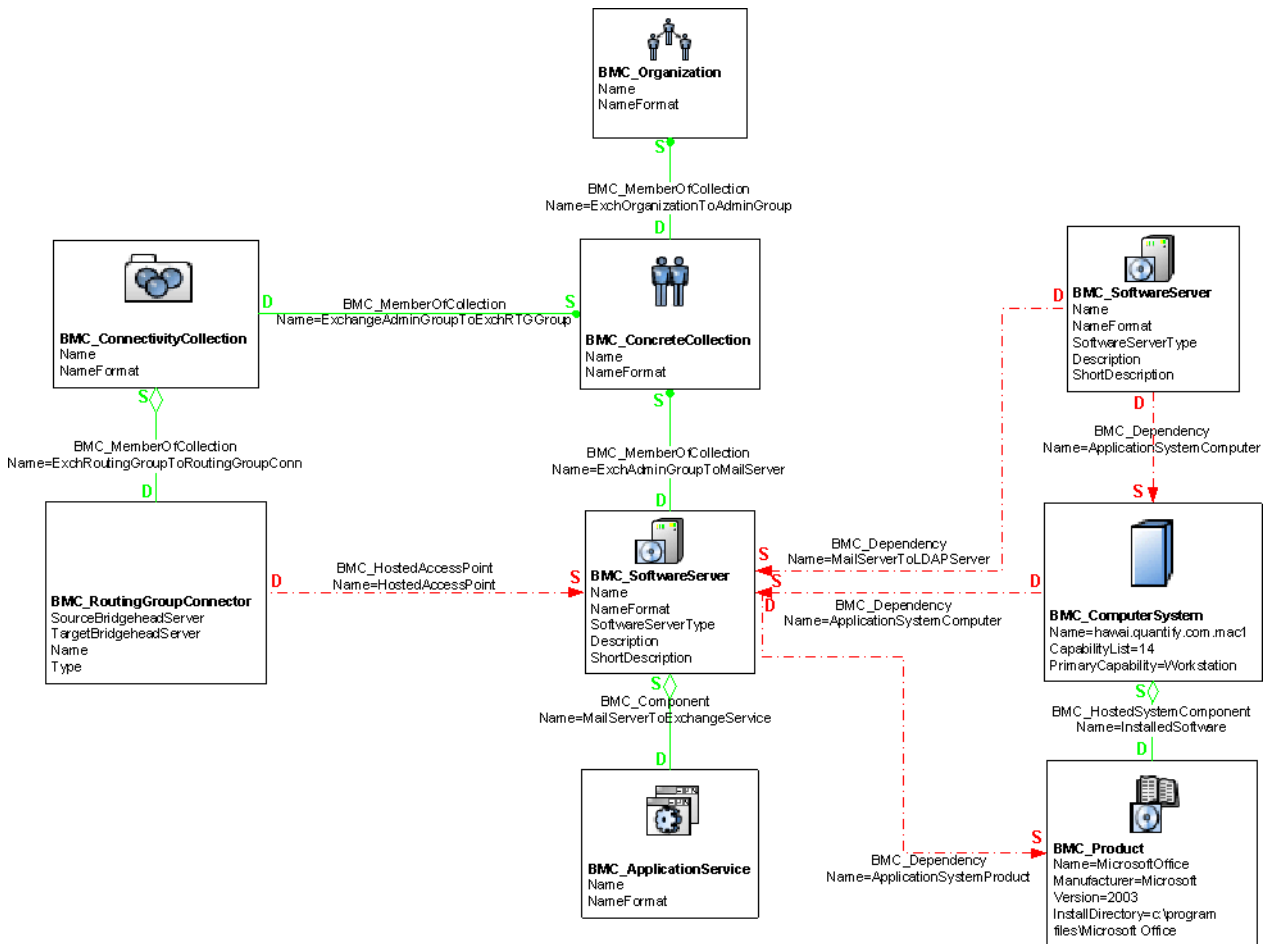 BMC_Organization
Name
NameFormat
S
BMC_MemberOfCollection
Name=ExchOrganizationToAdminGroup
D
BMC_ConnectivityCollection
Name
NameFormat
D
BMC_MemberOfCollection
S
Name=ExchangeAdminGroupToExchRTGGroup
BMC_ConcreteCollection
Name
NameFormat
D
BMC_SoftwareServer
Name
NameFormat
SoftwareServerType
Description
ShortDescription
S
BMC_MemberOfCollection
Name=ExchRoutingGroupToRoutingGroupConn
D
S
BMC_MemberOfCollection
Name=ExchAdminGroupToMailServer
D
D
BMC_Dependency
Name=ApplicationSystemComputer
S
BMC_RoutingGroupConnector
SourceBridgeheadServer
TargetBridgeheadServer
Name
Type
D
BMC_HostedAccessPoint
Name=HostedAccessPoint
S
BMC_SoftwareServer
Name
NameFormat
SoftwareServerType
Description
ShortDescription
S
BMC_Dependency
Name=MailServerToLDAPServer
S
D
BMC_Dependency
Name=ApplicationSystemComputer
D
BMC_ComputerSystem
Name=hawai.quantify.com.mac1
CapabilityList=14
PrimaryCapability=Workstation
S
BMC_Component
Name=MailServerToExchangeService
D
S
BMC_HostedSystemComponent
Name=InstalledSoftware
D
BMC_ApplicationService
Name
NameFormat
BMC_Dependency
Name=ApplicationSystemProduct
S
BMC_Product
Name=MicrosoftOffice
Manufacturer=Microsoft
Version=2003
InstallDirectory=c:\program
files\Microsoft Office